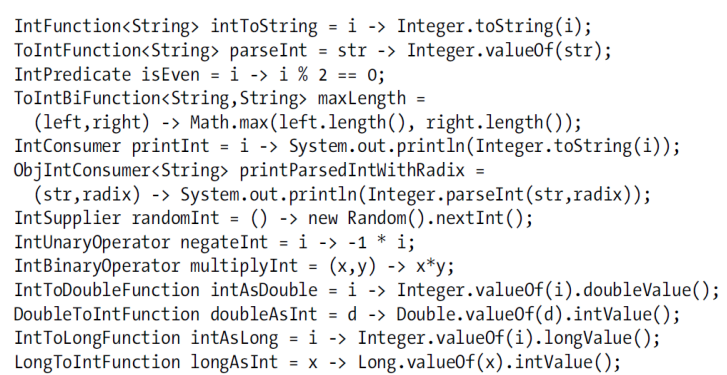 IntFunction<String> intToString = i -> Integer.toString(i);
ToIntFunction<String> parseInt = str -> Integer.valueOf(str);
IntPredicate isEven = i -> i % 2 == 0;
ToIntBiFunction<String,String> maxLength =
  (left,right) -> Math.max(left.length(), right.length());
IntConsumer printInt = i -> System.out.println(Integer.toString(i));
ObjIntConsumer<String> printParsedIntWithRadix =
  (str,radix) -> System.out.println(Integer.parseInt(str,radix));
IntSupplier randomInt = () -> new Random().nextInt();
IntUnaryOperator negateInt = i -> -1 * i;
IntBinaryOperator multiplyInt = (x,y) -> x*y;
IntToDoubleFunction intAsDouble = i -> Integer.valueOf(i).doubleValue();
DoubleToIntFunction doubleAsInt = d -> Double.valueOf(d).intValue();
IntToLongFunction intAsLong = i -> Integer.valueOf(i).longValue();
LongToIntFunction longAsInt = x -> Long.valueOf(x).intValue();